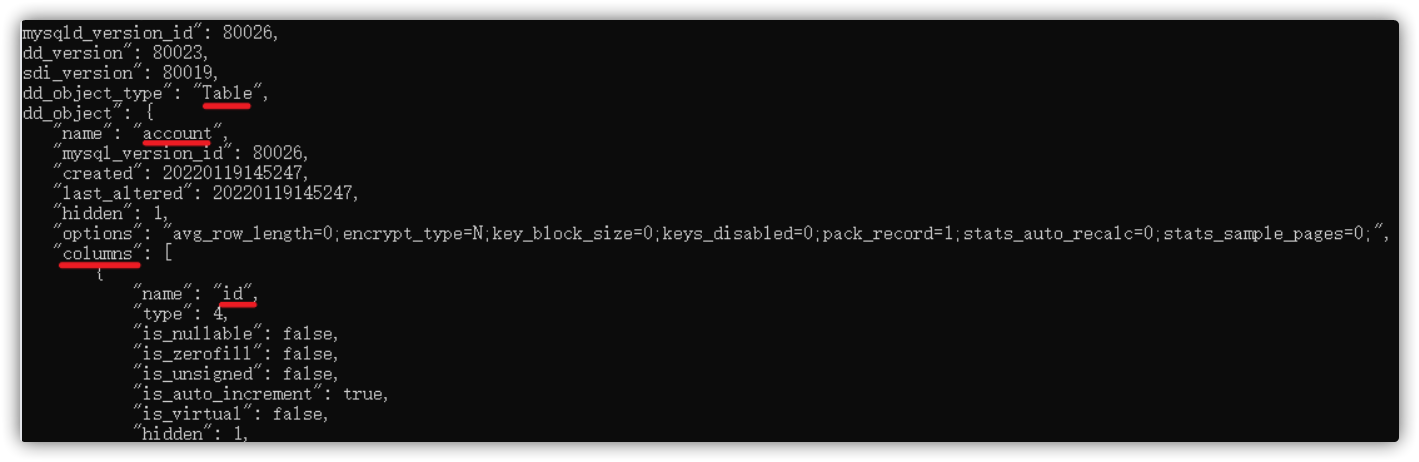 mysqld_version_id": 80026,
dd_version": 80023,
sdi_version": 80019,
dd_object_type": "Table",
dd_object": {
    "name": "account",
    "mysql_version_id": 80026,
    "created": 20220119145247,
    "last_altered": 20220119145247,
    "hidden": 1,
    "options": "avg_row_length=0;encrypt_type=N;key_block_size=0;keys_disabled=0;pack_record=1;stats_auto_recalc=0;stats_sample_pages=0;",
    "columns": [
        {
            "name": "id",
            "type": 4,
            "is_nullable": false,
            "is_zerofill": false,
            "is_unsigned": false,
            "is_auto_increment": true,
            "is_virtual": false,
            "hidden": 1,